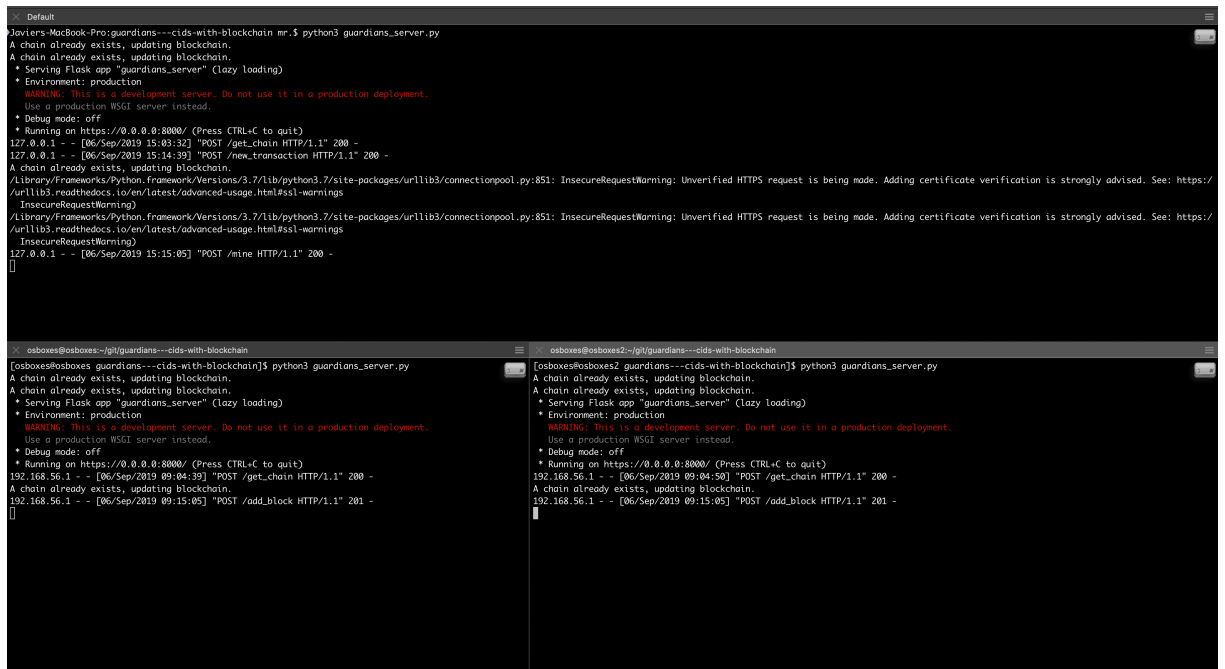 Default
Javiers-MacBook-Pro:guardians---cids-with-blockchain mr.$ python3 guardians_server.py
A chain already exists, updating blockchain.
A chain already exists, updating blockchain.
* Serving Flask app "guardians_server" (lazy loading)
* Environment: production
WARNING: This is a development server. Do not use it in a production deployment.
Use a production WSGI server instead.
* Debug mode: off
* Running on https://0.0.0.0:8000/ (Press CTRL+C to quit)
127.0.0.1 - - [06/Sep/2019 15:03:32] "POST /get_chain HTTP/1.1" 200 -
127.0.0.1 - - [06/Sep/2019 15:14:39] "POST /new_transaction HTTP/1.1" 200 -
A chain already exists, updating blockchain.
/Library/Frameworks/Python.framework/Versions/3.7/lib/python3.7/site-packages/urllib3/connectionpool.py:851: InsecureRequestWarning: Unverified HTTPS request is being made. Adding certificate verification is strongly advised. See: https:/
/urllib3.readthedocs.io/en/latest/advanced-usage.html#ssl-warnings
InsecureRequestWarning)
/Library/Frameworks/Python.framework/Versions/3.7/lib/python3.7/site-packages/urllib3/connectionpool.py:851: InsecureRequestWarning: Unverified HTTPS request is being made. Adding certificate verification is strongly advised. See: https:/
/urllib3.readthedocs.io/en/latest/advanced-usage.html#ssl-warnings
InsecureRequestWarning)
127.0.0.1 - - [06/Sep/2019 15:15:05] "POST /mine HTTP/1.1" 200 -
osboxes@osboxes:~/git/guardians---cids-with-blockchain
[osboxes@osboxes guardians---cids-with-blockchain]$ python3 guardians_server.py
A chain already exists, updating blockchain.
A chain already exists, updating blockchain.
* Serving Flask app "guardians_server" (lazy loading)
* Environment: production
WARNING: This is a development server. Do not use it in a production deployment.
Use a production WSGI server instead.
* Debug mode: off
* Running on https://0.0.0.0:8000/ (Press CTRL+C to quit)
192.168.56.1 - - [06/Sep/2019 09:04:39] "POST /get_chain HTTP/1.1" 200 -
A chain already exists, updating blockchain.
192.168.56.1 - - [06/Sep/2019 09:15:05] "POST /add_block HTTP/1.1" 201 -
osboxes@osboxes2:~/git/guardians---cids-with-blockchain
[osboxes@osboxes2 guardians---cids-with-blockchain]$ python3 guardians_server.py
A chain already exists, updating blockchain.
A chain already exists, updating blockchain.
* Serving Flask app "guardians_server" (lazy loading)
* Environment: production
WARNING: This is a development server. Do not use it in a production deployment.
Use a production WSGI server instead.
* Debug mode: off
* Running on https://0.0.0.0:8000/ (Press CTRL+C to quit)
192.168.56.1 - - [06/Sep/2019 09:04:50] "POST /get_chain HTTP/1.1" 200 -
A chain already exists, updating blockchain.
192.168.56.1 - - [06/Sep/2019 09:15:05] "POST /add_block HTTP/1.1" 201 -